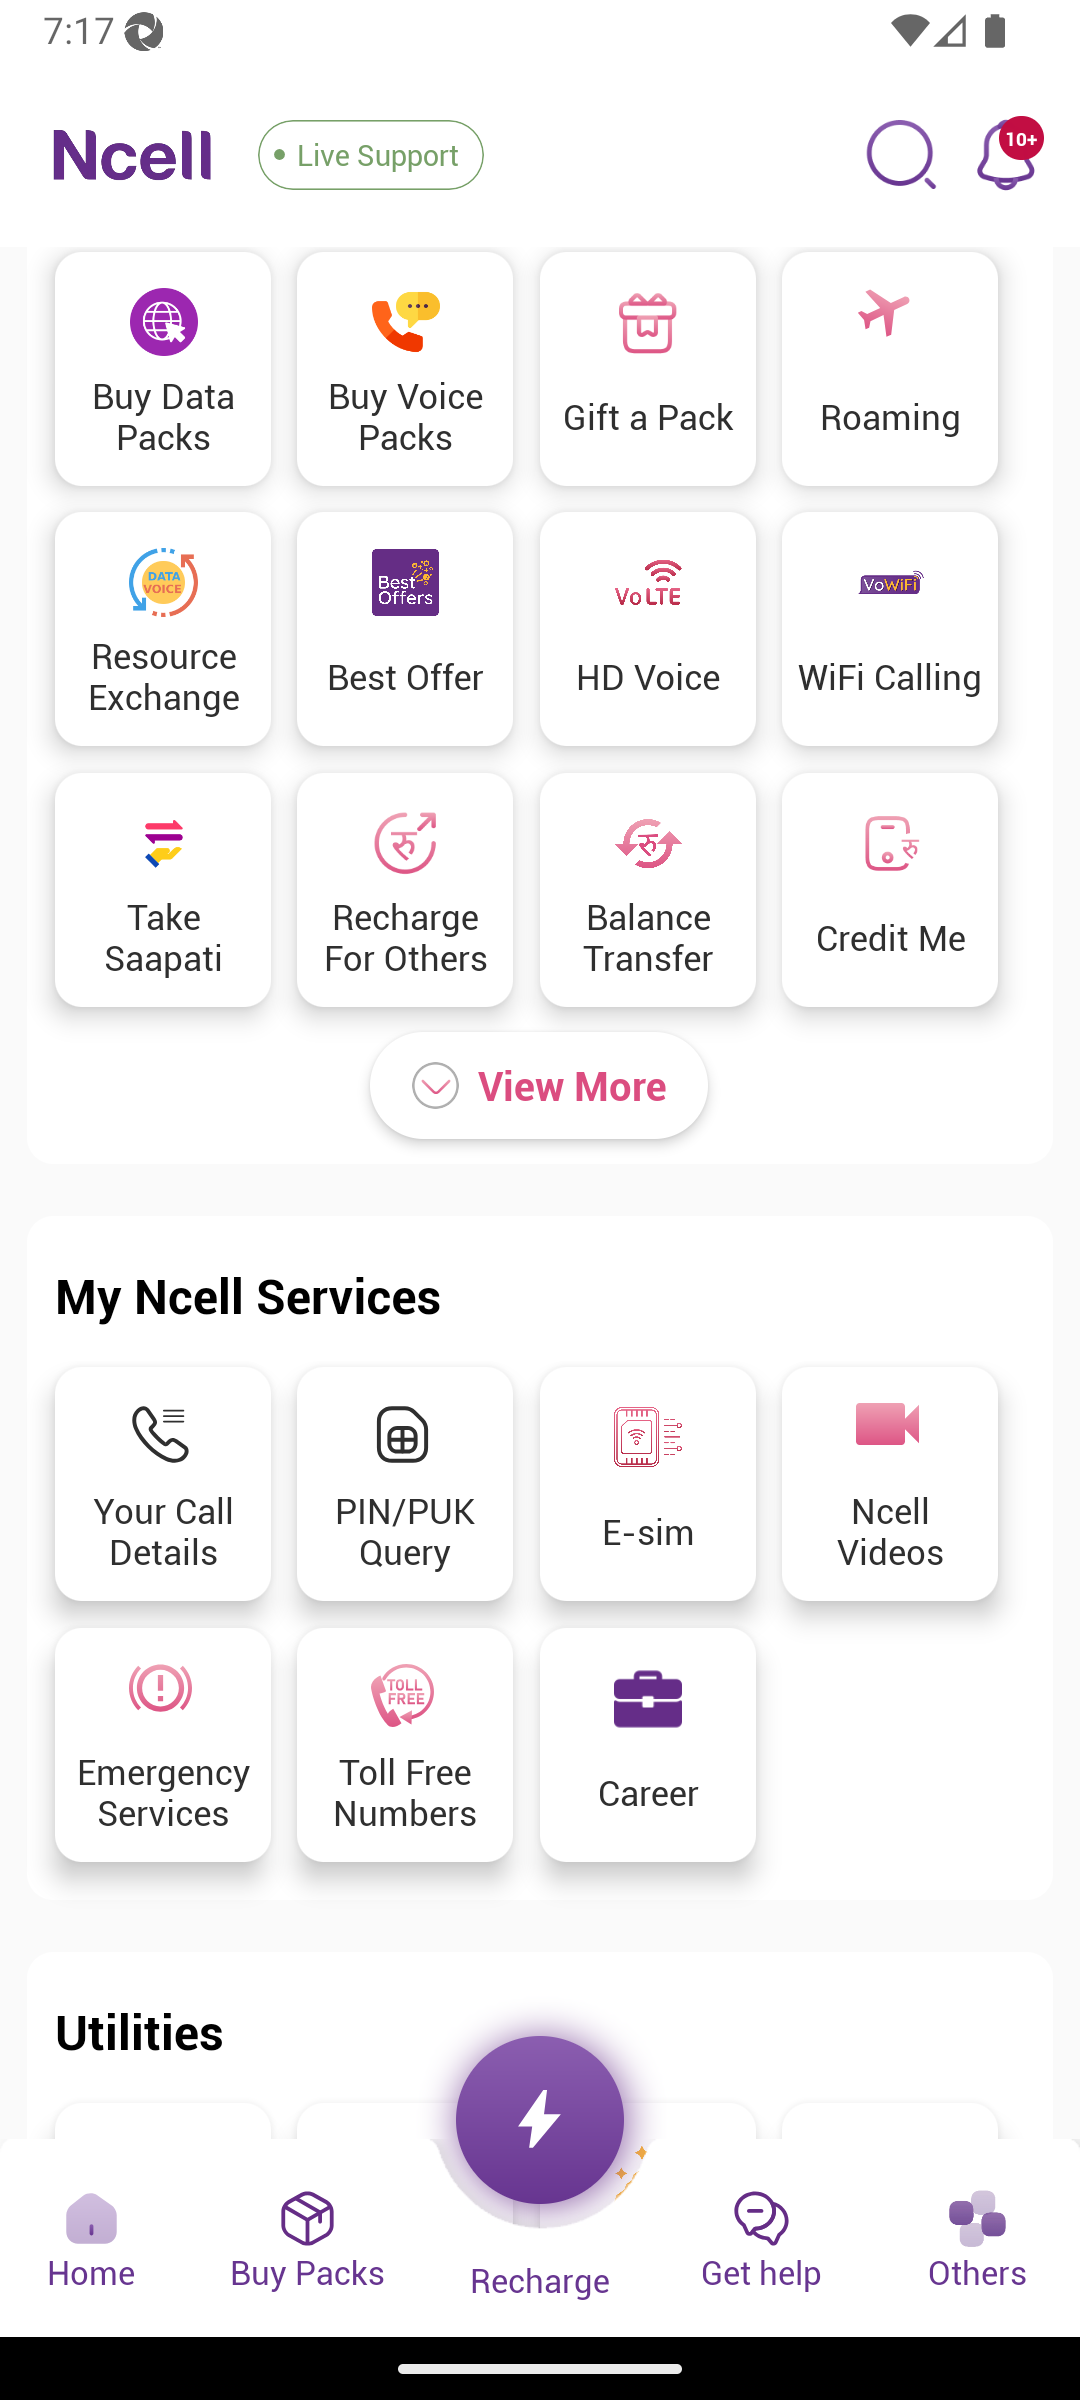 7:17
Ncell
Live Support
10+
Buy Data
Packs
Buy Voice
Packs
Gift a Pack
Roaming
DATA
VOICE
Resource
Exchange
Best
Offers
Best Offer
VoLTE
HD Voice
VoWiFi
WiFi Calling
Take
Saapati
रु
Recharge
For Others
रु
Balance
Transfer
रु
Credit Me
View More
My Ncell Services
Your Call
Details
PIN/PUK
Query
E-sim
Ncell
Videos
Emergency
Services
TOLL
FREE
Toll Free
Numbers
Career
Utilities
Home
Buy Packs
Recharge
Get help
Others